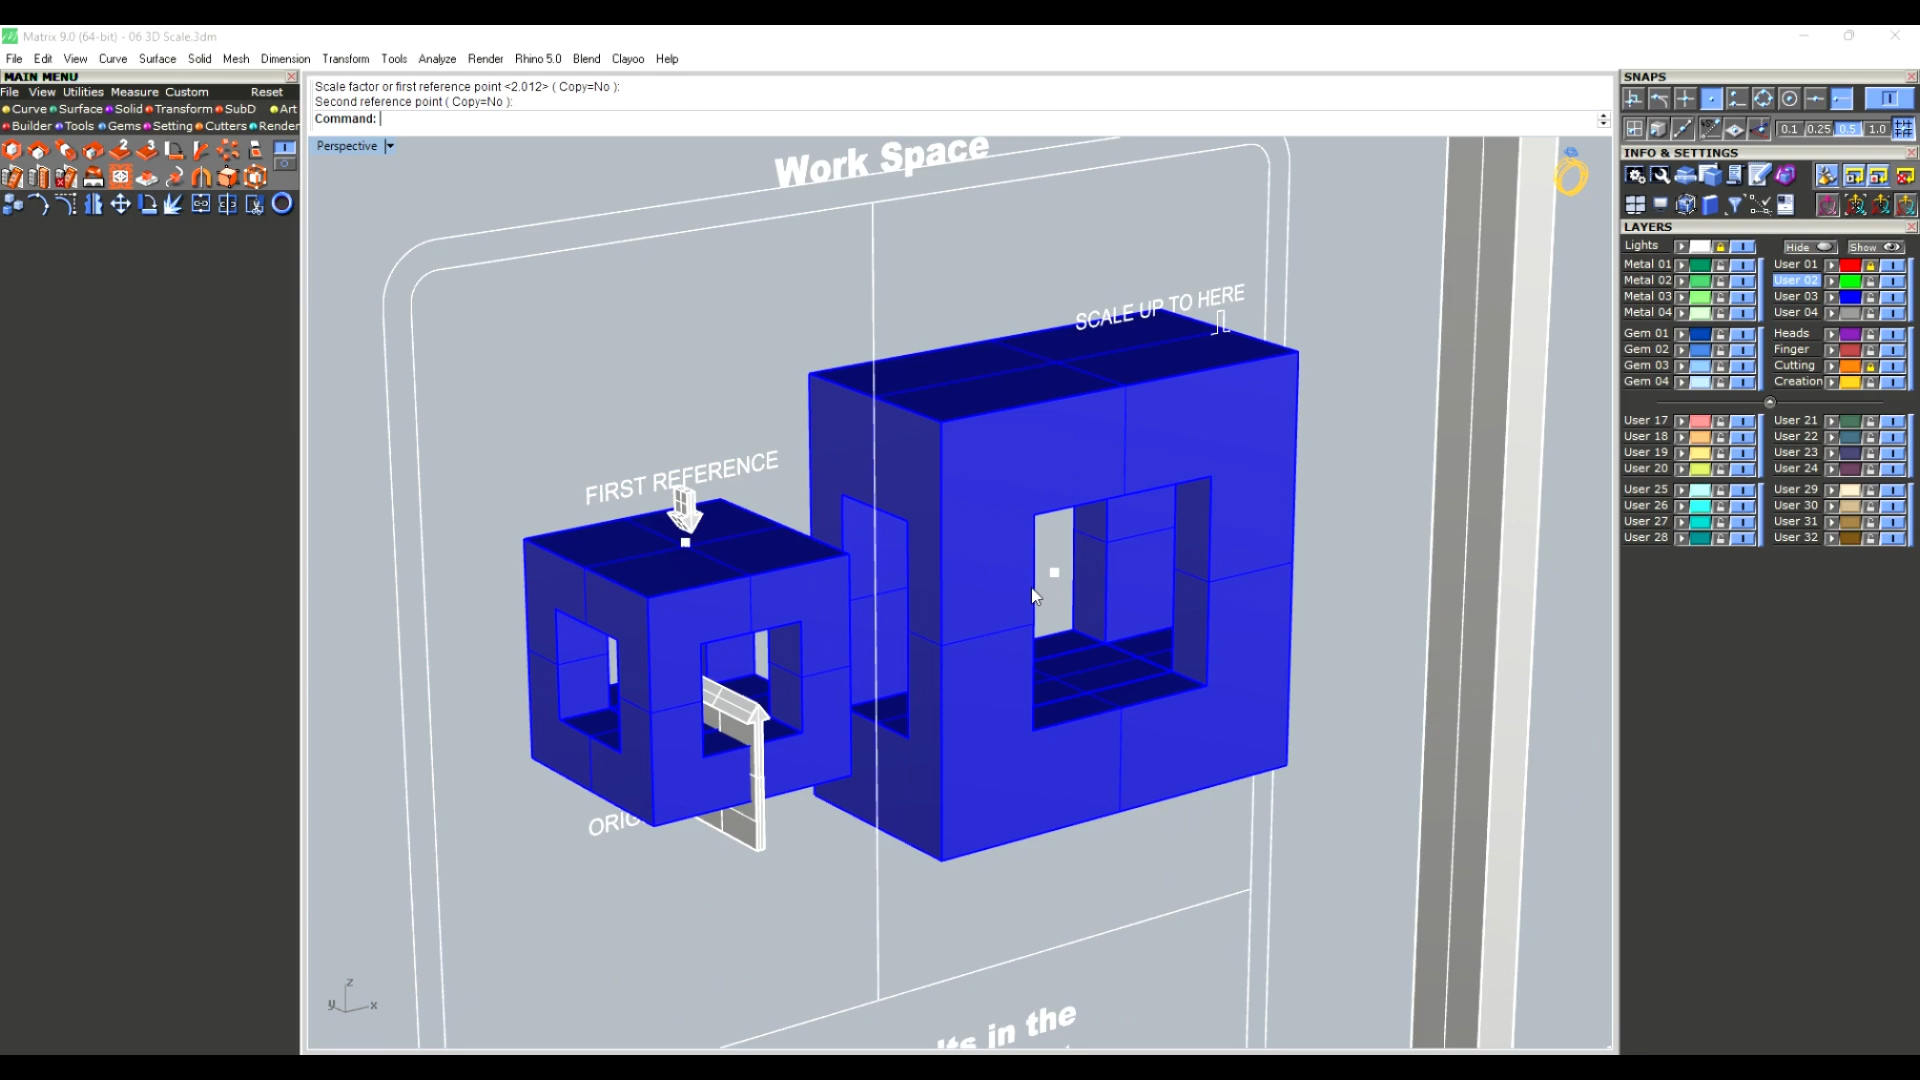 Matrix 9.0 (64-bit) - 06 3D Scale.3dm
File Edit View Curve Surface Solid Mesh Dimension Transform Tools Analyze Render Rhino 5.0 Blend Clayoo Help
MAIN MENU
File View Utilities Measure Custom Reset
Curve Surface Solid Transform SubD Art
Builder Tools Gems Setting Cutters Render
Scale factor or first reference point <2.012> ( Copy=No ):
Second reference point ( Copy=No ):
Command:
Perspective
Work Space
SCALE UP TO HERE
FIRST REFERENCE
in the
z
y x
SNAPS
0.1 0.25 0.5 1.0
INFO & SETTINGS
LAYERS
Lights Hide Show
Metal 01 User 01
Metal 02 User 02
Metal 03 User 03
Metal 04 User 04
Gem 01 Heads
Gem 02 Finger
Gem 03 Cutting
Gem 04 Creation
User 17 User 21
User 18 User 22
User 19 User 23
User 20 User 24
User 25 User 29
User 26 User 30
User 27 User 31
User 28 User 32